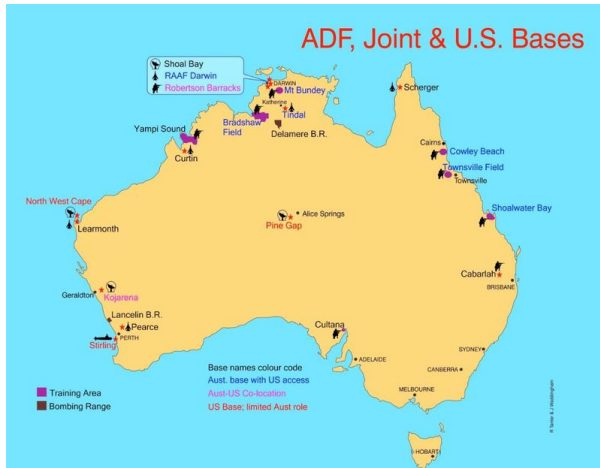 ADF, Joint & U.S. Bases
Shoal Bay
RAAF Darwin
Robertson Barracks
DARWIN
Mt Bundey
Katherine
Tindal
Bradshaw
Field
Delamere B.R.
Scherger
Yampi Sound
Curtin
Cairns
Cowley Beach
Townsville Field
Townsville
North West Cape
Learmonth
Alice Springs
Pine Gap
Shoalwater Bay
Geraldton
Kojarena
Cabarlah
BRISBANE
Lancelin B.R.
Pearce
PERTH
Stirling
Cultana
ADELAIDE
SYDNEY
CANBERRA
MELBOURNE
HOBART
Base names colour code
Aust. base with US access
Aust-US Co-location
US Base; limited Aust role
Training Area
Bombing Range
R Tanter & J Waddingham